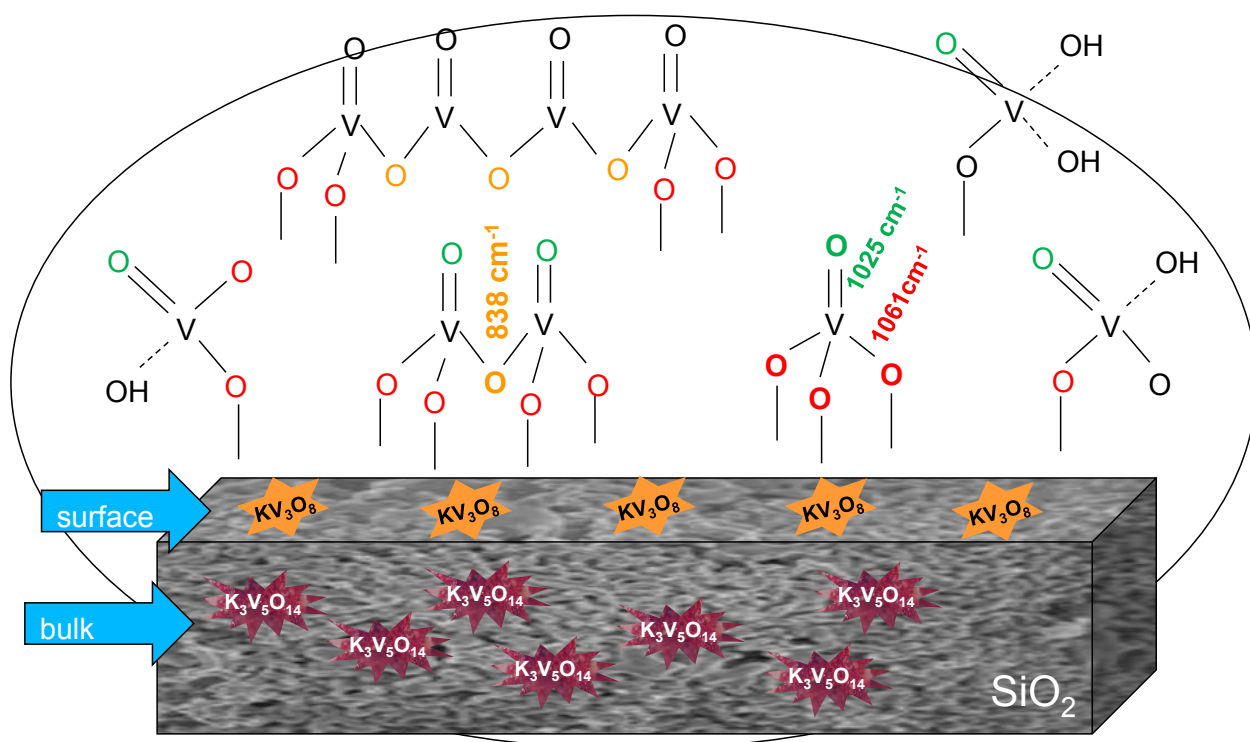 O O O O
O OH
V V V V
V
O O O O O O O
O OH
O O O
O O
OH
838 cm⁻¹
1025 cm⁻¹
1061cm⁻¹
V V V V V
O O O O O O O O O
OH O O O
surface
KV₃O₈ KV₃O₈ KV₃O₈ KV₃O₈ KV₃O₈
bulk
K₃V₅O₁₄ K₃V₅O₁₄ K₃V₅O₁₄
K₃V₅O₁₄ K₃V₅O₁₄
K₃V₅O₁₄ K₃V₅O₁₄
SiO₂